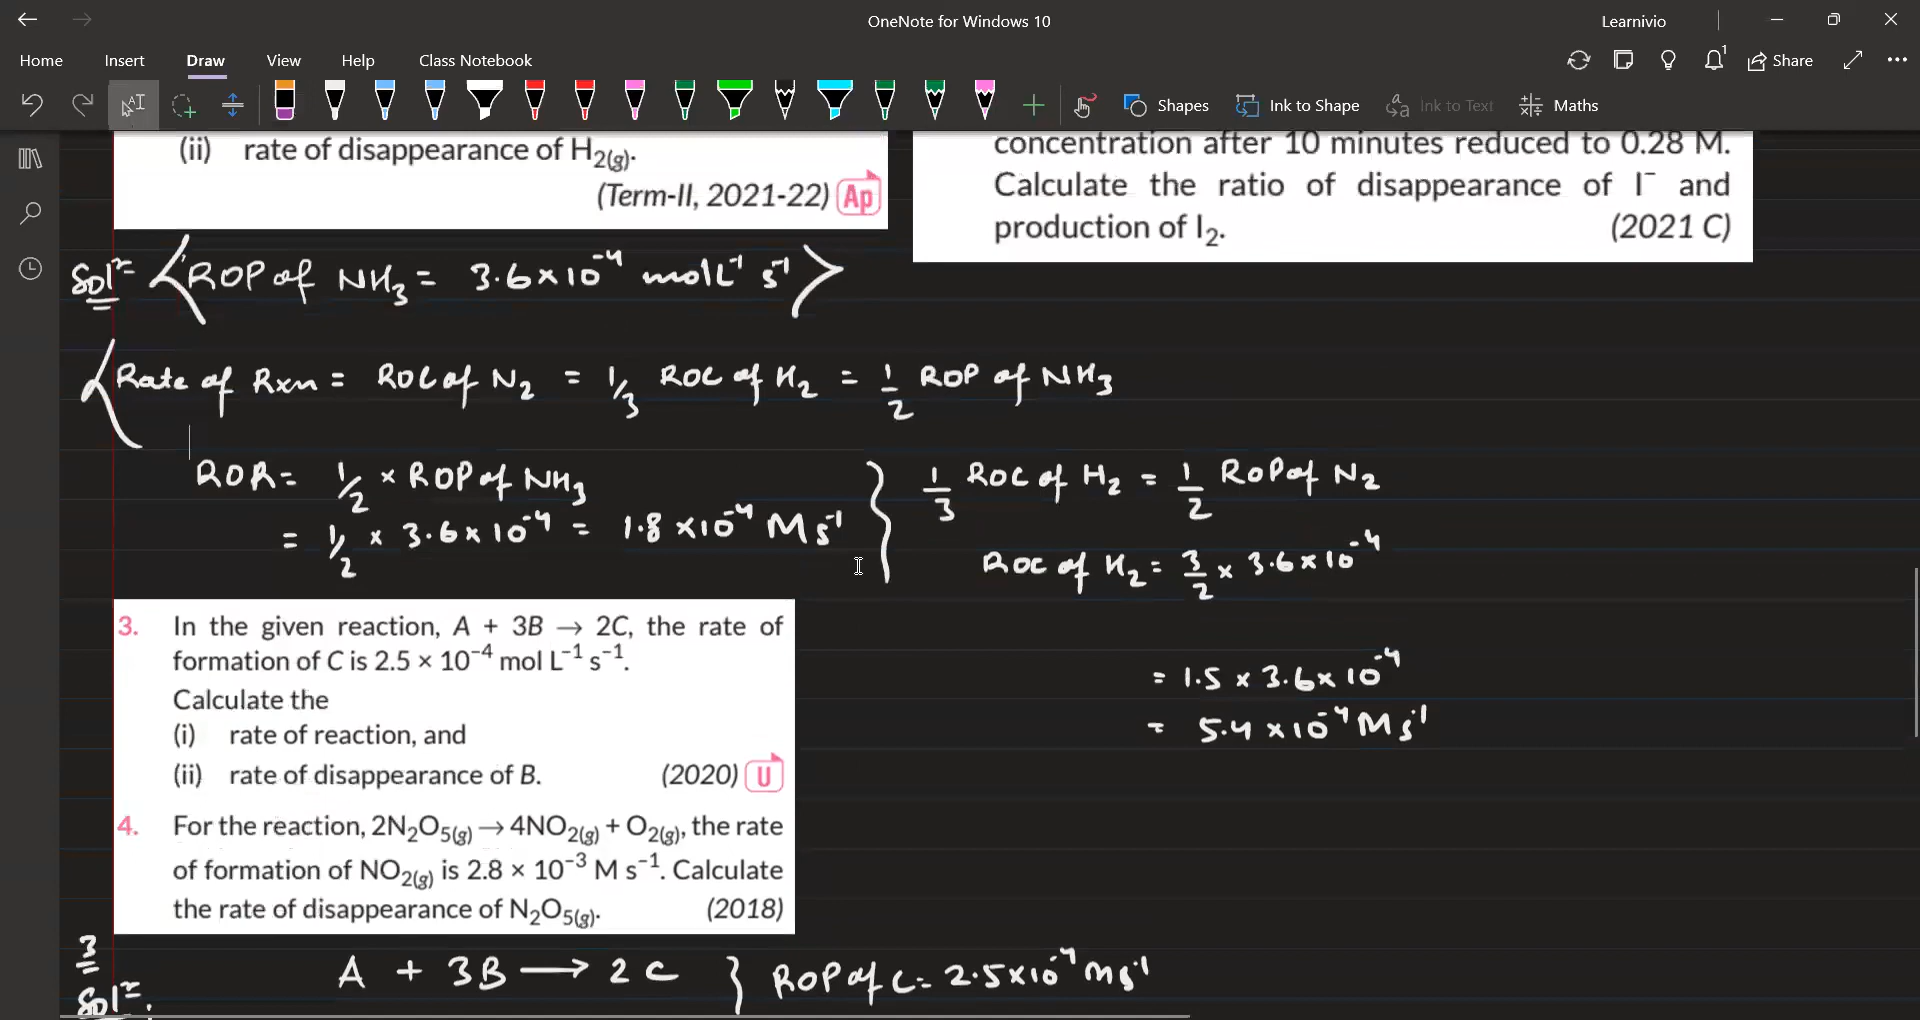 OneNote for Windows 10
Learnivio
Home Insert Draw View Help Class Notebook
Share
Shapes Ink to Shape Ink to Text Maths
(ii) rate of disappearance of H₂(g).
(Term-II, 2021-22) Ap
concentration after 10 minutes reduced to 0.28 M.
Calculate the ratio of disappearance of I⁻ and
production of I₂. (2021 C)
Solⁿ= <ROP of NH₃ = 3.6×10⁻⁴ mol L⁻¹ s⁻¹>
<Rate of Rxn = ROC of N₂ = 1/3 ROC of H₂ = 1/2 ROP of NH₃
ROR = 1/2 × ROP of NH₃
= 1/2 × 3.6×10⁻⁴ = 1.8×10⁻⁴ M s⁻¹
} 1/3 ROC of H₂ = 1/2 ROP of N₂
ROC of H₂ = 3/2 × 3.6×10⁻⁴
= 1.5 × 3.6×10⁻⁴
= 5.4×10⁻⁴ M s⁻¹
3. In the given reaction, A + 3B → 2C, the rate of
formation of C is 2.5 × 10⁻⁴ mol L⁻¹ s⁻¹.
Calculate the
(i) rate of reaction, and
(ii) rate of disappearance of B. (2020) U
4. For the reaction, 2N₂O₅(g) → 4NO₂(g) + O₂(g), the rate
of formation of NO₂(g) is 2.8 × 10⁻³ M s⁻¹. Calculate
the rate of disappearance of N₂O₅(g). (2018)
3
Solⁿ=.
A + 3B → 2C } ROP of C = 2.5×10⁻⁴ M s⁻¹